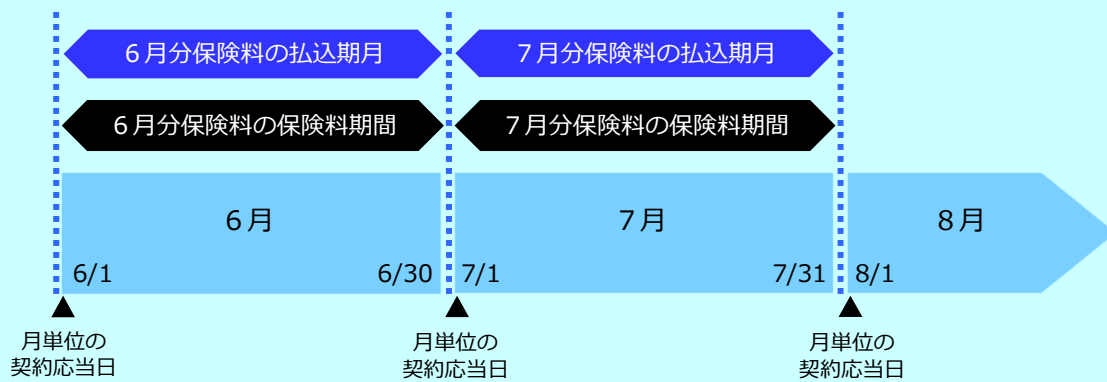 ６月分保険料の払込期月
７月分保険料の払込期月
６月分保険料の保険料期間
７月分保険料の保険料期間
６月
７月
８月
6/1
6/30
7/1
7/31
8/1
月単位の
契約応当日
月単位の
契約応当日
月単位の
契約応当日